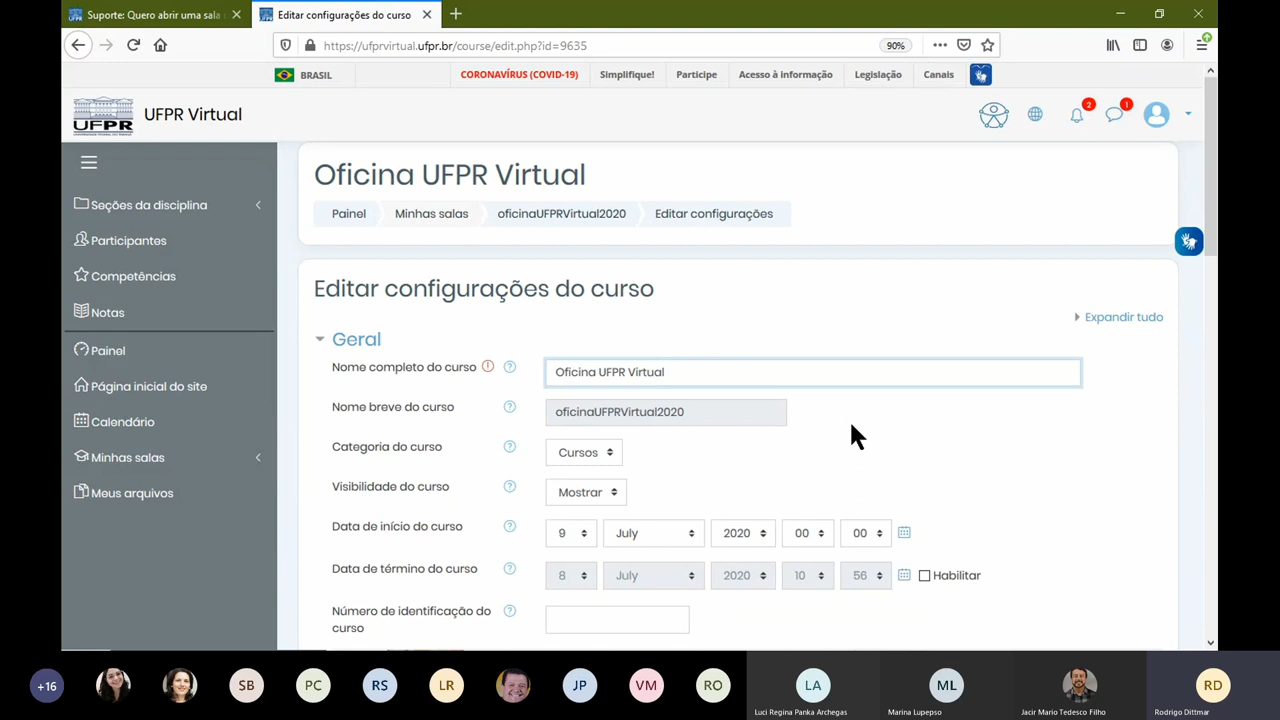 Suporte: Quero abrir uma sala
Editar configurações do curso
https://ufprvirtual.ufpr.br/course/edit.php?id=9635
90%
BRASIL
CORONAVÍRUS (COVID-19)
Simplifique!
Participe
Acesso à informação
Legislação
Canais
UFPR
UFPR Virtual
2
1
Seções da disciplina
Participantes
Competências
Notas
Painel
Página inicial do site
Calendário
Minhas salas
Meus arquivos
Oficina UFPR Virtual
Painel
Minhas salas
oficinaUFPRVirtual2020
Editar configurações
Editar configurações do curso
Expandir tudo
Geral
Nome completo do curso
Oficina UFPR Virtual
Nome breve do curso
oficinaUFPRVirtual2020
Categoria do curso
Cursos
Visibilidade do curso
Mostrar
Data de início do curso
9 July 2020 00 00
Data de término do curso
8 July 2020 10 56 Habilitar
Número de identificação do
curso
+16
SB
PC
RS
LR
JP
VM
RO
LA
Luci Regina Panka Archegas
ML
Marina Lupepso
Jacir Mario Tedesco Filho
RD
Rodrigo Dittmar